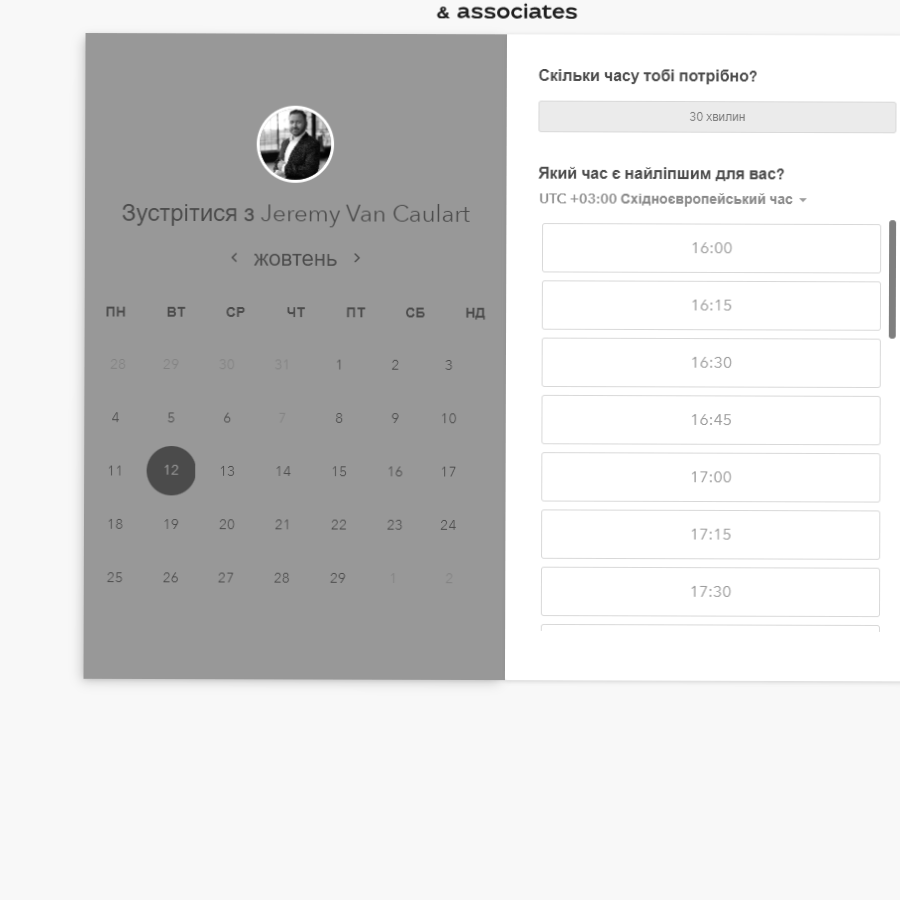 & associates
Зустрітися з Jeremy Van Caulart
жовтень
ПН ВТ СР ЧТ ПТ СБ НД
28 29 30 31 1 2 3
4 5 6 7 8 9 10
11 12 13 14 15 16 17
18 19 20 21 22 23 24
25 26 27 28 29 1 2
Скільки часу тобі потрібно?
30 хвилин
Який час є найліпшим для вас?
UTC +03:00 Східноєвропейський час
16:00
16:15
16:30
16:45
17:00
17:15
17:30